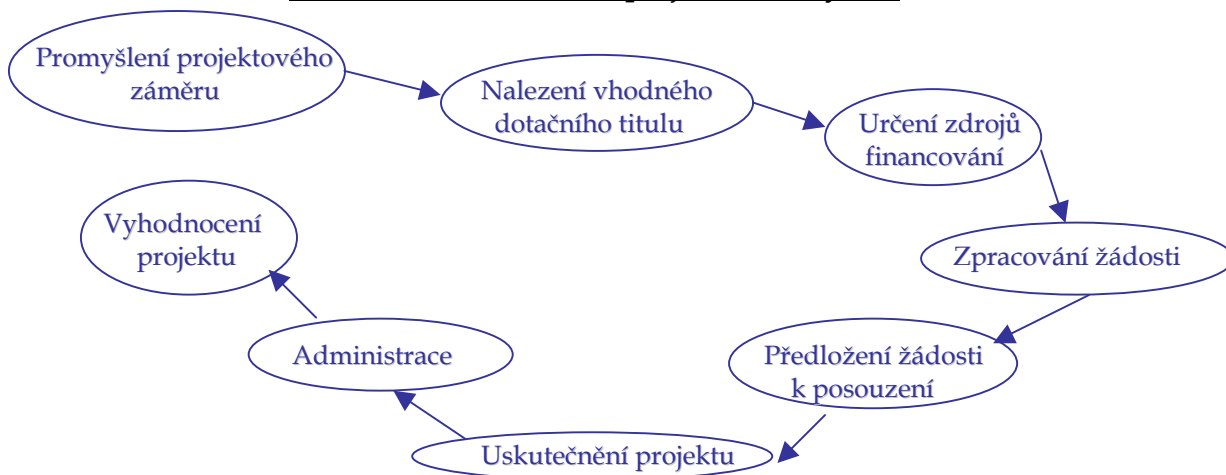 Promyšlení projektového
záměru
Nalezení vhodného
dotačního titulu
Určení zdrojů
financování
Zpracování žádosti
Předložení žádosti
k posouzení
Uskutečnění projektu
Administrace
Vyhodnocení
projektu